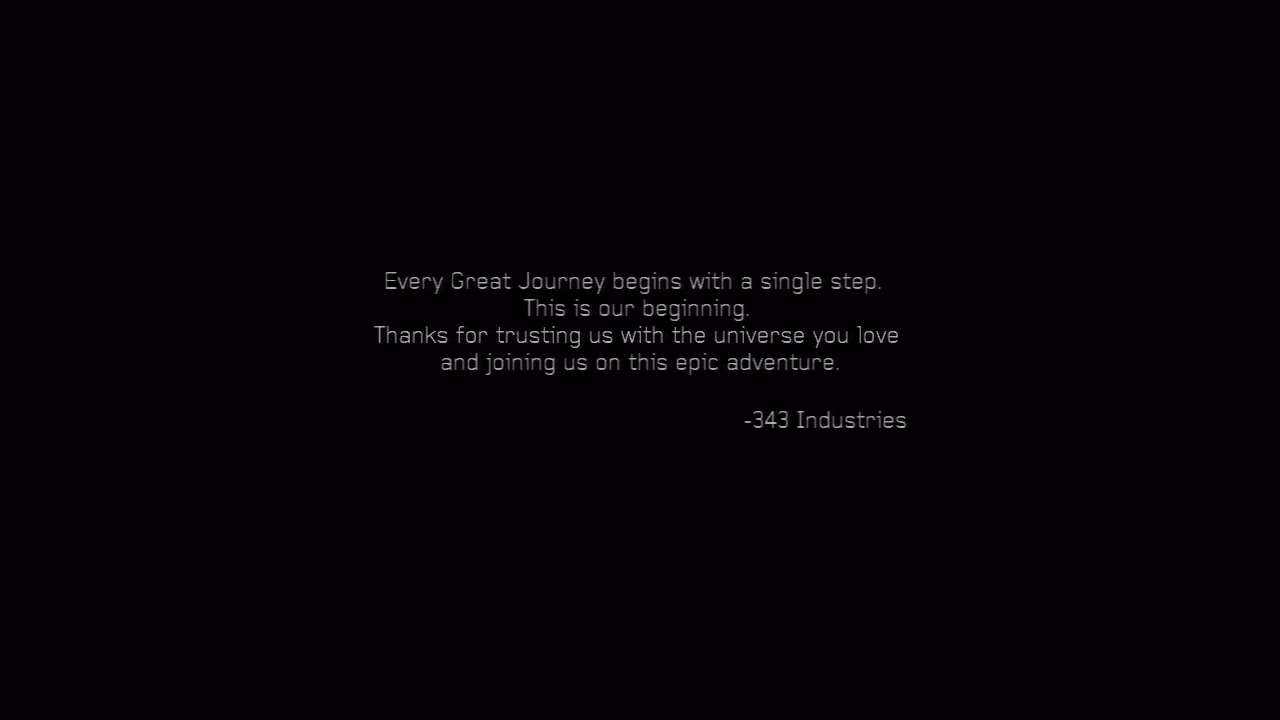 Every Great Journey begins with a single step.
This is our beginning.
Thanks for trusting us with the universe you love
and joining us on this epic adventure.
-343 Industries